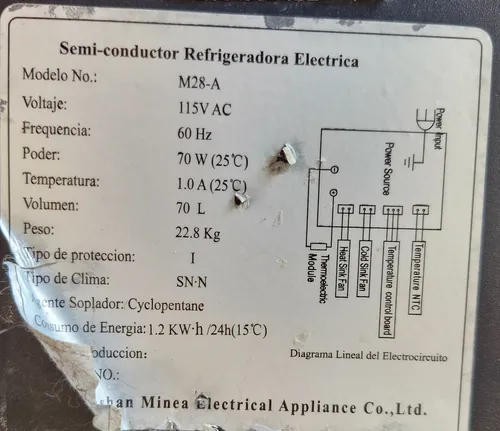 Semi-conductor Refrigeradora Electrica
Modelo No.: M28-A
Voltaje: 115V AC
Frequencia: 60 Hz
Poder: 70 W (25℃)
Temperatura: 1.0 A (25℃)
Volumen: 70 L
Peso: 22.8 Kg
Tipo de proteccion: I
Tipo de Clima: SN·N
Soplador: Cyclopentane
de Energia: 1.2 KW·h /24h(15℃)
oduccion:
NO.:
shan Minea Electrical Appliance Co.,Ltd.
Power Input
Power Source
Thermoelectric Module
Heat Sink Fan
Cold Sink Fan
Temperature control board
Temperature NTC
Diagrama Lineal del Electrocircuito